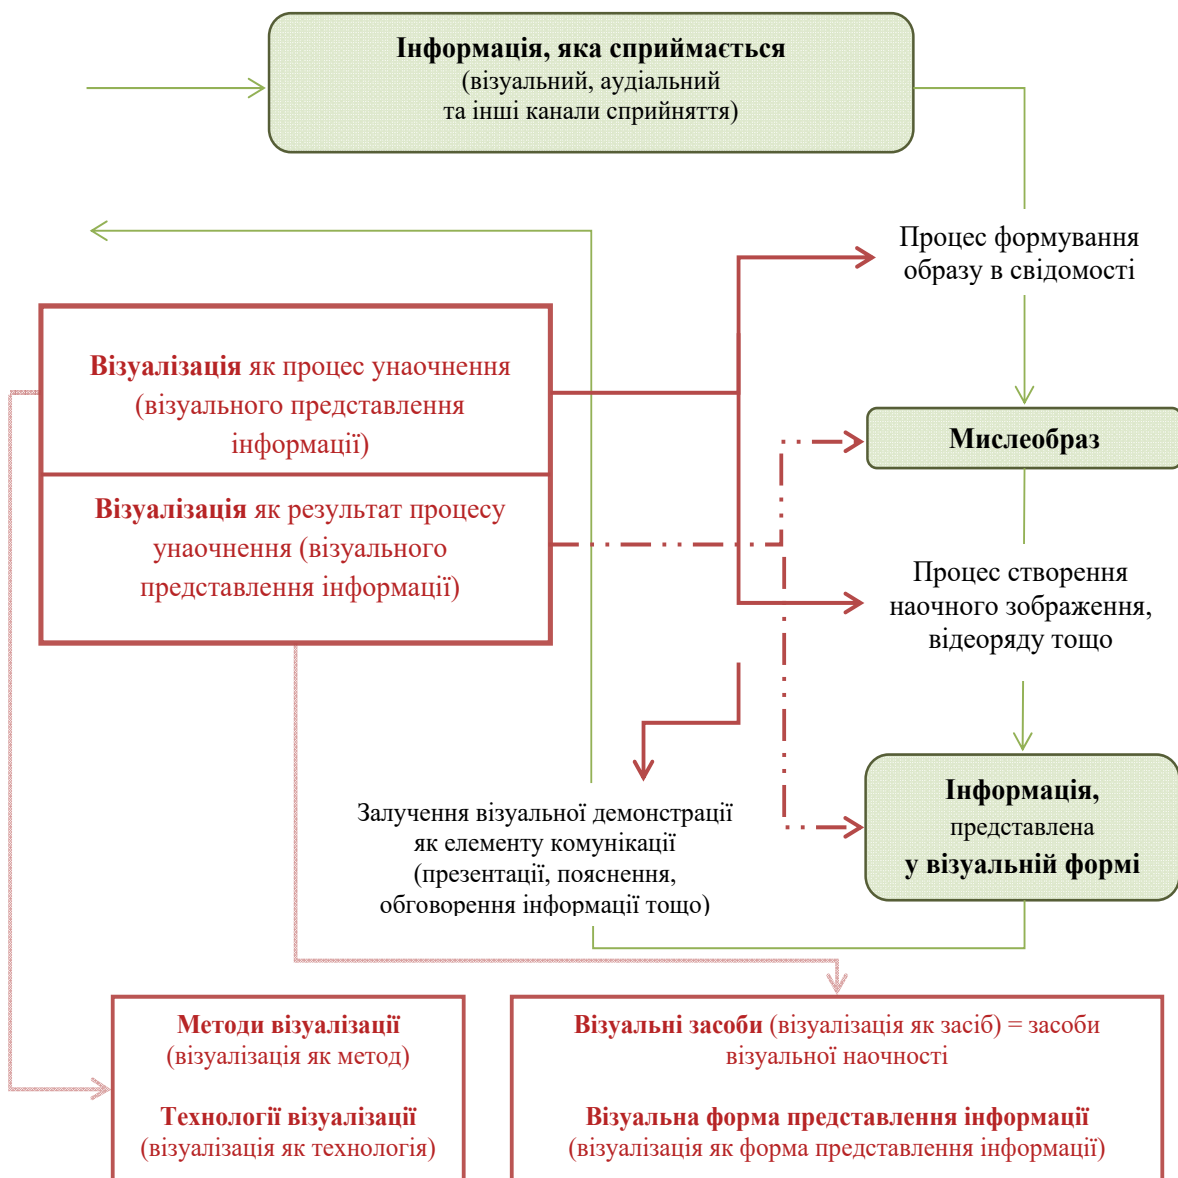 Інформація, яка сприймається
(візуальний, аудіальний
та інші канали сприйняття)
Процес формування
образу в свідомості
Візуалізація як процес унаочнення
(візуального представлення
інформації)
Мислеобраз
Візуалізація як результат процесу
унаочнення (візуального
представлення інформації)
Процес створення
наочного зображення,
відеоряду тощо
Інформація,
представлена
у візуальній формі
Залучення візуальної демонстрації
як елементу комунікації
(презентації, пояснення,
обговорення інформації тощо)
Методи візуалізації
(візуалізація як метод)
Технології візуалізації
(візуалізація як технологія)
Візуальні засоби (візуалізація як засіб) = засоби
візуальної наочності
Візуальна форма представлення інформації
(візуалізація як форма представлення інформації)